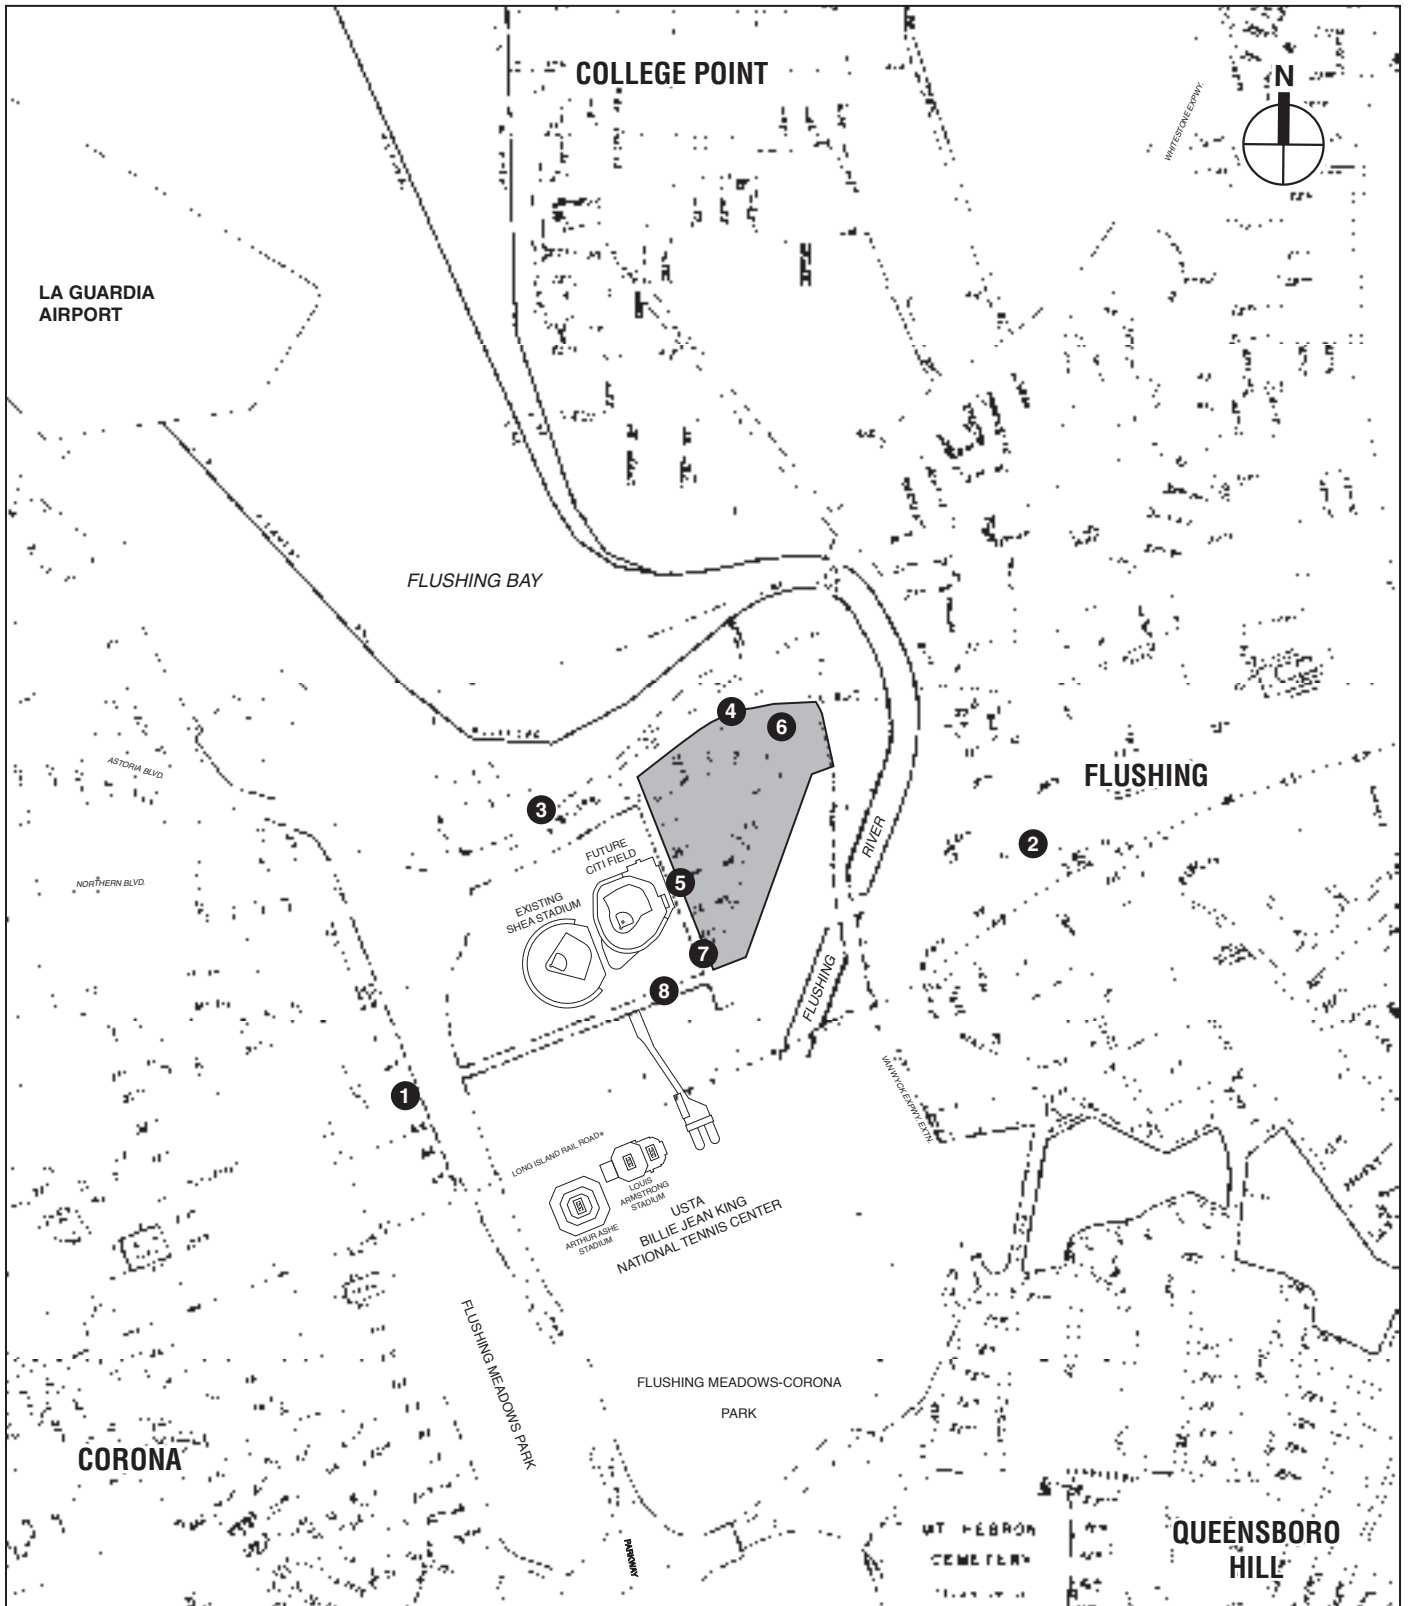 COLLEGE POINT
N
WHITESTONE EXPWY.
LA GUARDIA
AIRPORT
FLUSHING BAY
4
6
ASTORIA BLVD.
FLUSHING
3
2
RIVER
FUTURE
CITI FIELD
NORTHERN BLVD.
5
EXISTING
SHEA STADIUM
7
8
FLUSHING
1
VAN WYCK EXPWY. EXTN.
LONG ISLAND RAIL ROAD
LOUIS
ARMSTRONG
STADIUM
ARTHUR ASHE
STADIUM
USTA
BILLIE JEAN KING
NATIONAL TENNIS CENTER
FLUSHING MEADOWS PARK
FLUSHING MEADOWS-CORONA
PARK
CORONA
MT HEBRON
CEMETERY
QUEENSBORO
HILL
PARKWAY